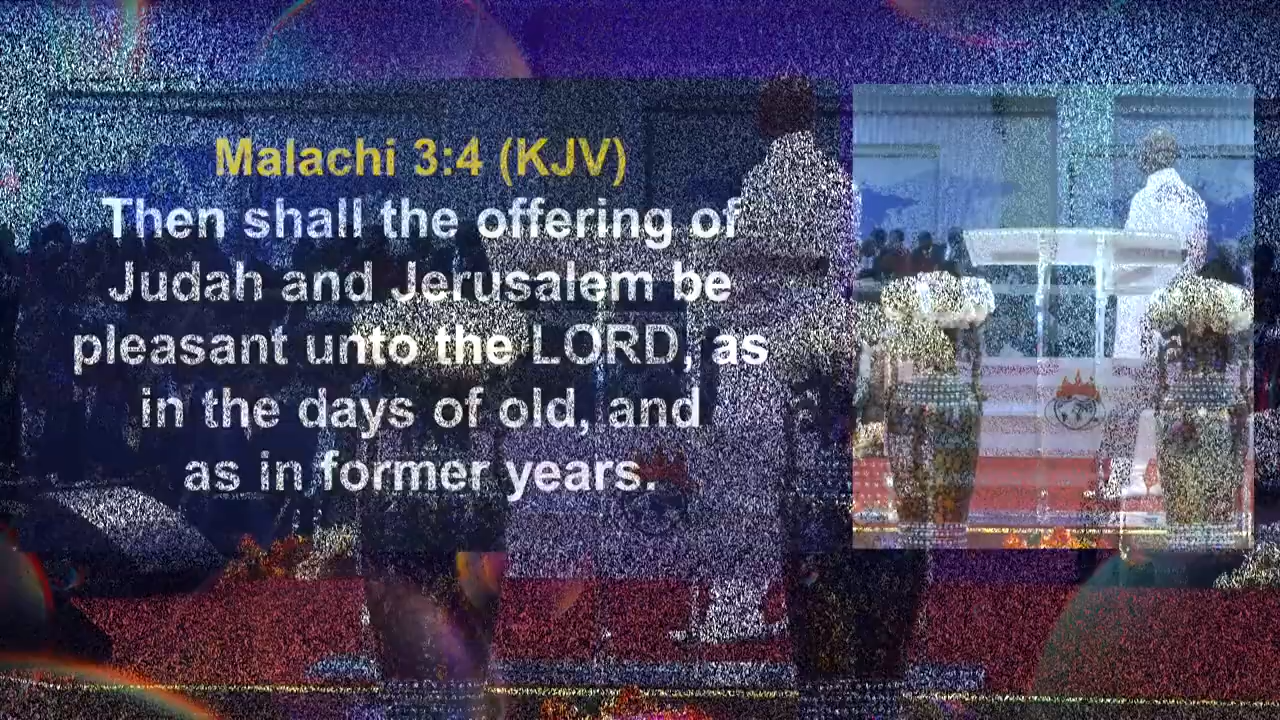 Malachi 3:4 (KJV)
Then shall the offering of
Judah and Jerusalem be
pleasant unto the LORD, as
in the days of old, and
as in former years.